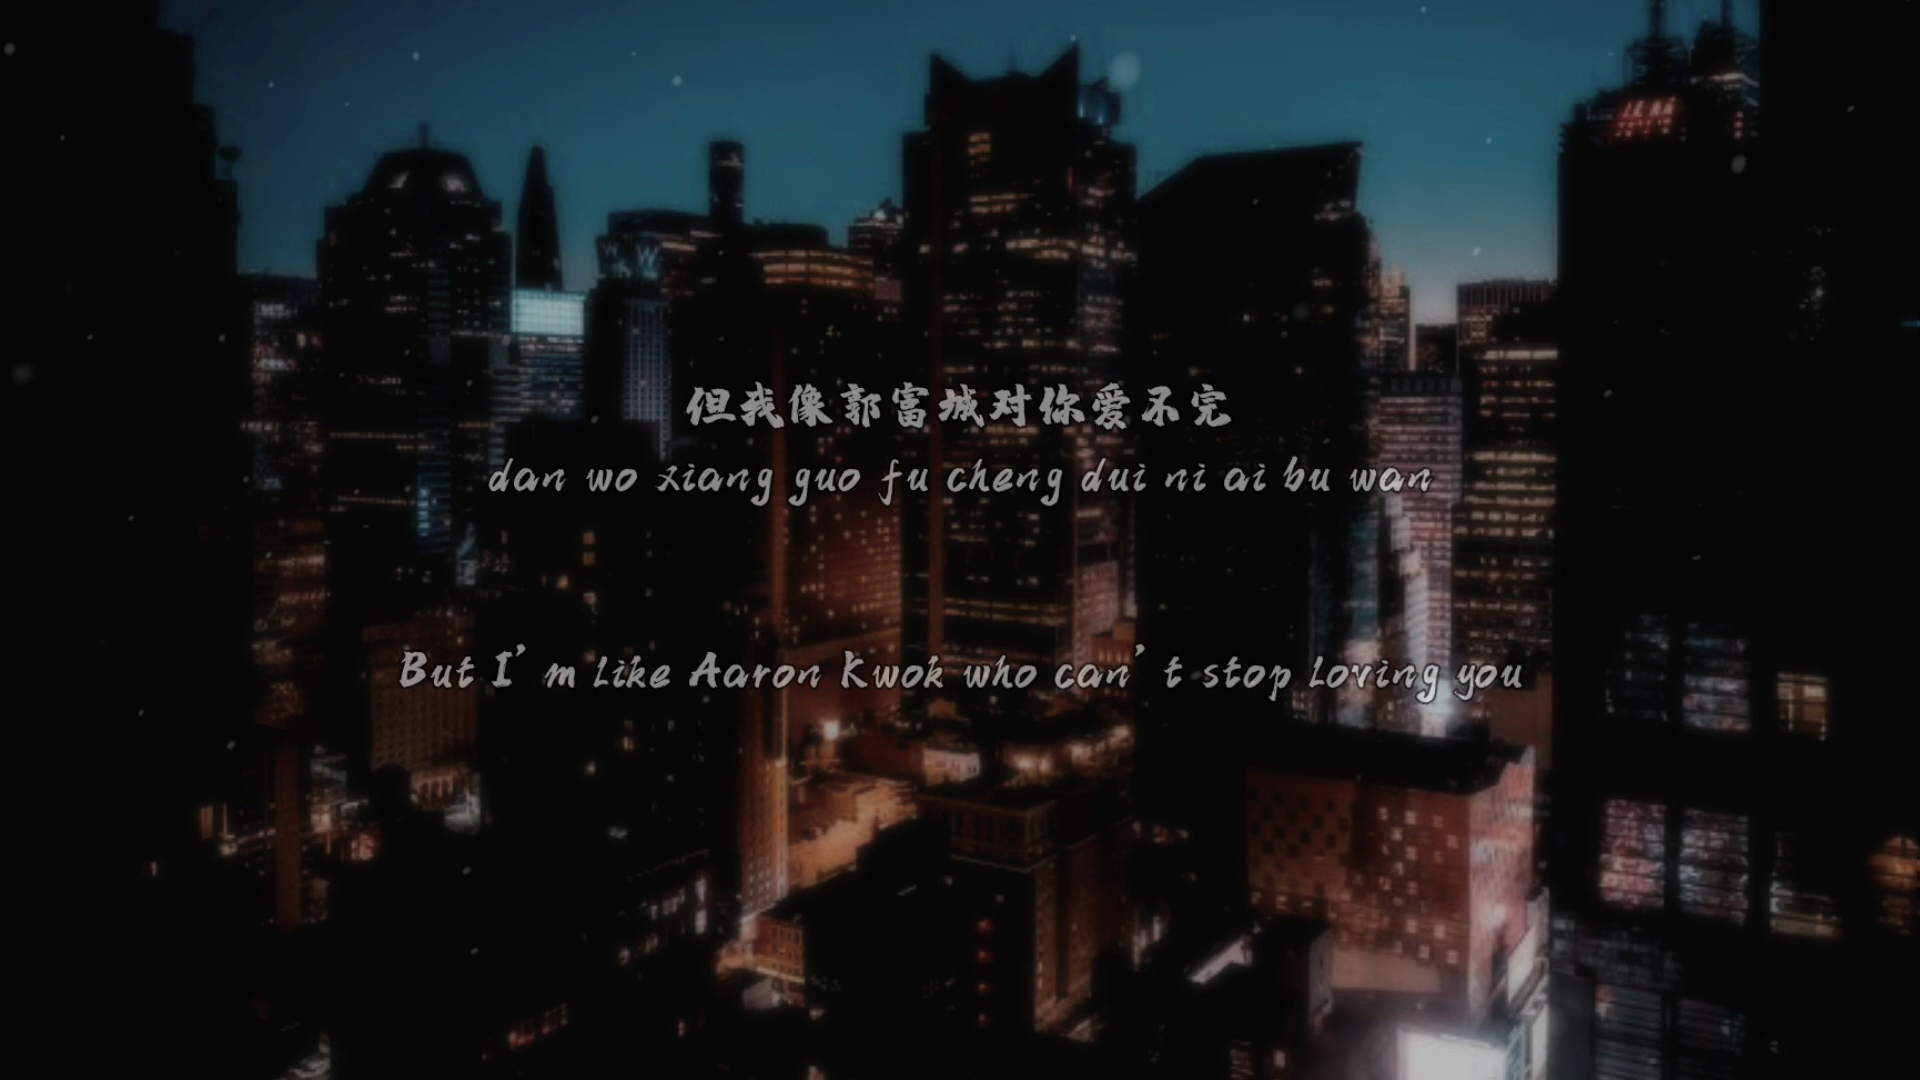 但我像郭富城对你爱不完
dan wo xiang guo fu cheng dui ni ai bu wan
But I’m like Aaron Kwok who can’t stop loving you